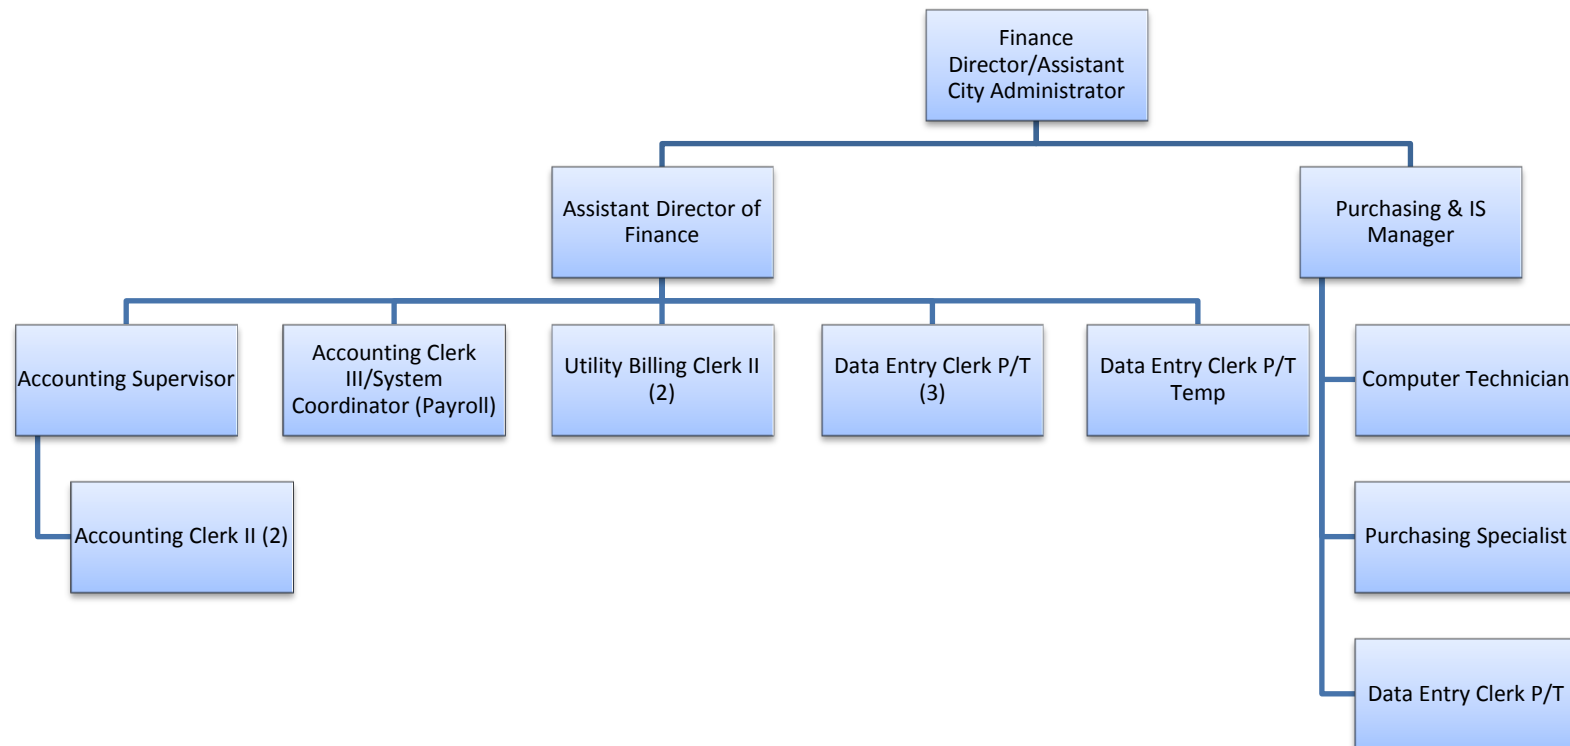 Finance
Director/Assistant
City Administrator
Assistant Director of
Finance
Purchasing & IS
Manager
Accounting Supervisor
Accounting Clerk
III/System
Coordinator (Payroll)
Utility Billing Clerk II
(2)
Data Entry Clerk P/T
(3)
Data Entry Clerk P/T
Temp
Computer Technician
Accounting Clerk II (2)
Purchasing Specialist
Data Entry Clerk P/T